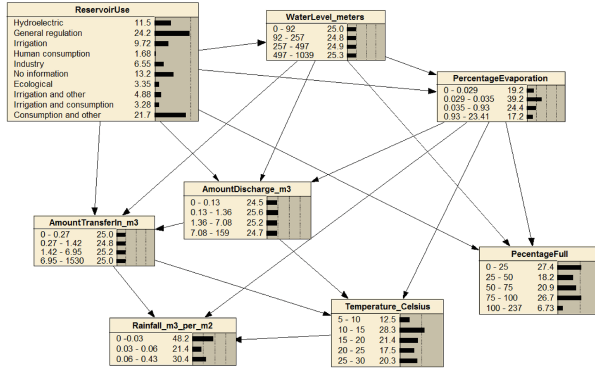 ReservoirUse
Hydroelectric 11.5
General regulation 24.2
Irrigation 9.72
Human consumption 1.68
Industry 6.55
No information 13.2
Ecological 3.35
Irrigation and other 4.88
Irrigation and consumption 3.28
Consumption and other 21.7
WaterLevel_meters
0 - 92 25.0
92 - 257 24.8
257 - 497 24.9
497 - 1039 25.3
PercentageEvaporation
0 - 0.029 19.2
0.029 - 0.035 39.2
0.035 - 0.93 24.4
0.93 - 23.41 17.2
AmountDischarge_m3
0 - 0.13 24.5
0.13 - 1.36 25.6
1.36 - 7.08 25.2
7.08 - 159 24.7
AmountTransferIn_m3
0 - 0.27 25.0
0.27 - 1.42 24.8
1.42 - 6.95 25.2
6.95 - 1530 25.0
PecentageFull
0 - 25 27.4
25 - 50 18.2
50 - 75 20.9
75 - 100 26.7
100 - 237 6.73
Temperature_Celsius
5 - 10 12.5
10 - 15 28.3
15 - 20 21.4
20 - 25 17.5
25 - 30 20.3
Rainfall_m3_per_m2
0 -0.03 48.2
0.03 - 0.06 21.4
0.06 - 0.43 30.4